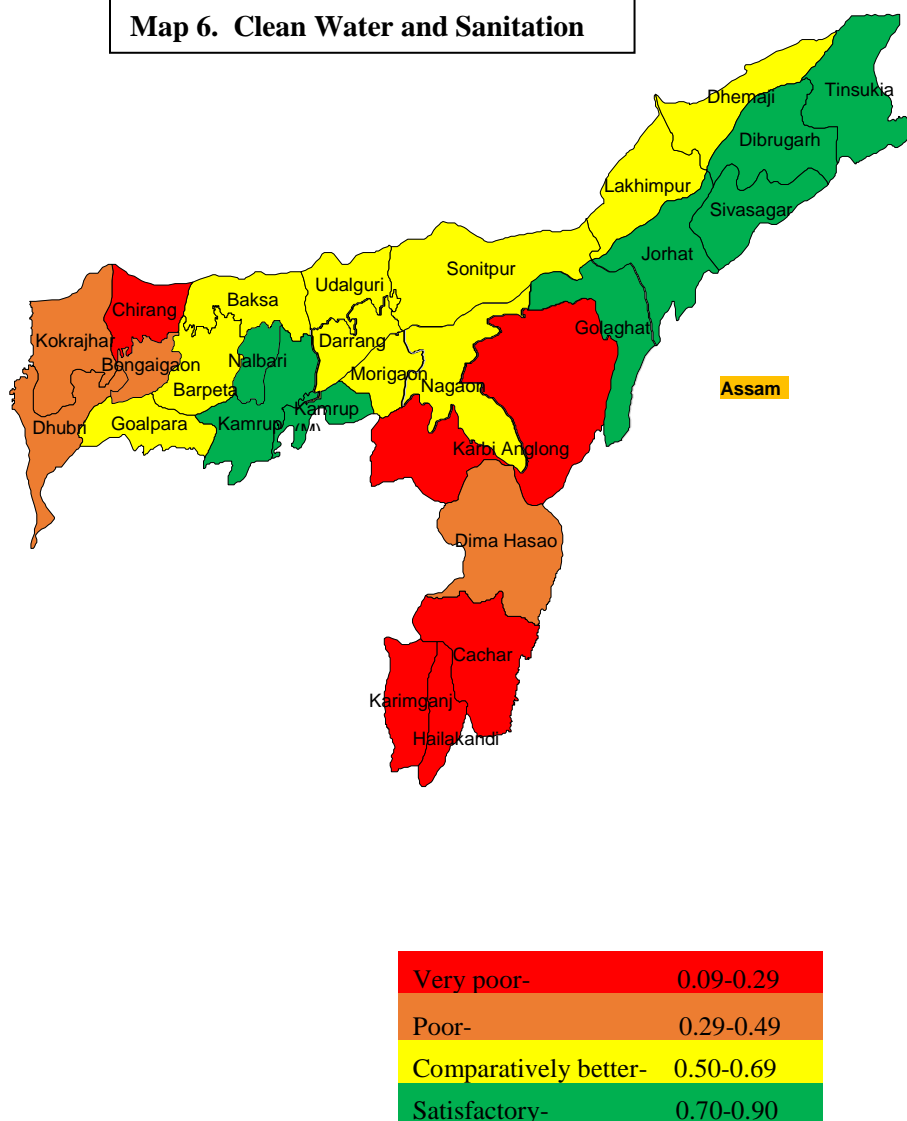 Map 6. Clean Water and Sanitation
Tinsukia
Dhemaji
Dibrugarh
Lakhimpur
Sivasagar
Jorhat
Sonitpur
Udalguri
Baksa
Chirang
Golaghat
Kokrajhar
Darrang
Nalbari
Bongaigaon
Morigaon
Nagaon
Barpeta
Assam
Kamrup
(M)
Kamrup
Goalpara
Dhubri
Karbi Anglong
Dima Hasao
Cachar
Karimganj
Hailakandi
Very poor- 0.09-0.29
Poor- 0.29-0.49
Comparatively better- 0.50-0.69
Satisfactory- 0.70-0.90